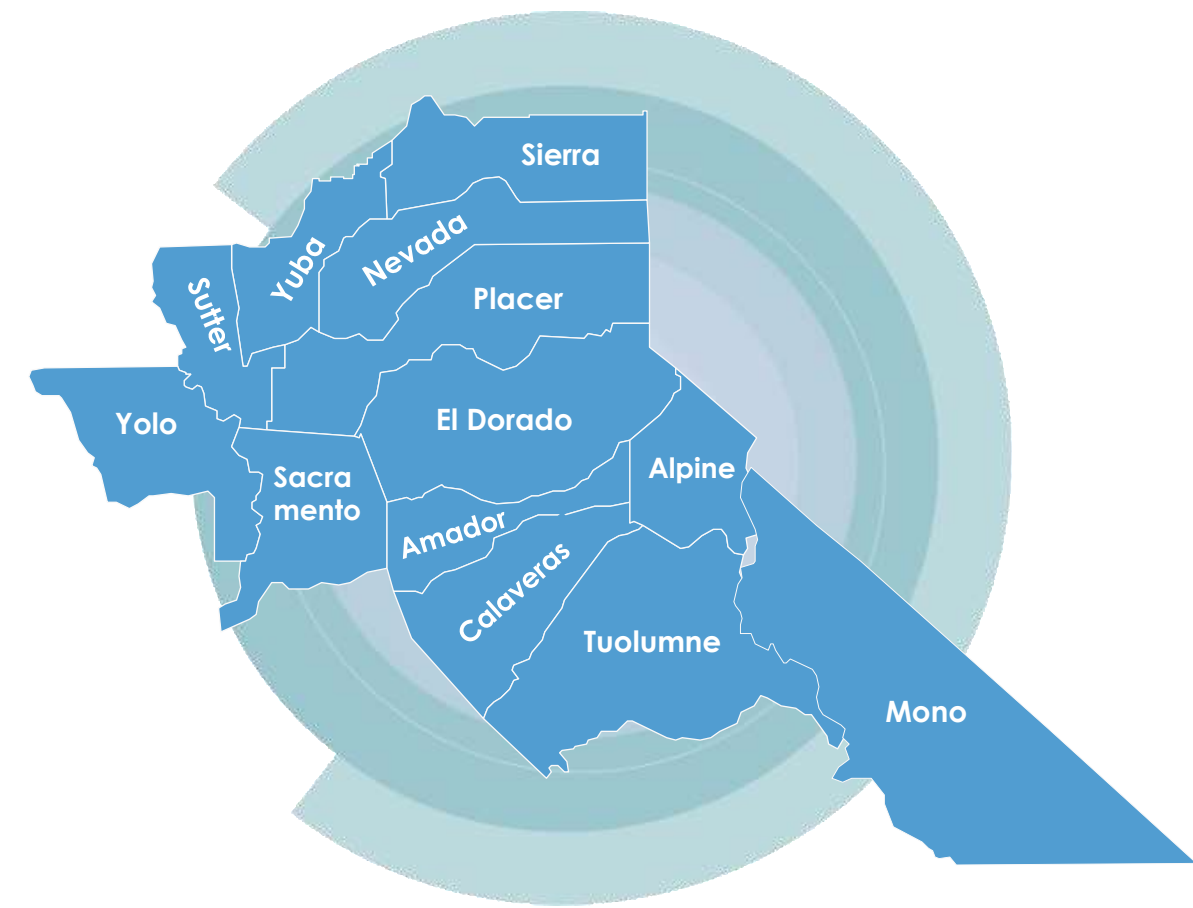 Sierra
Nevada
Yuba
Placer
Sutter
Yolo
El Dorado
Alpine
Sacra
mento
Amador
Calaveras
Tuolumne
Mono